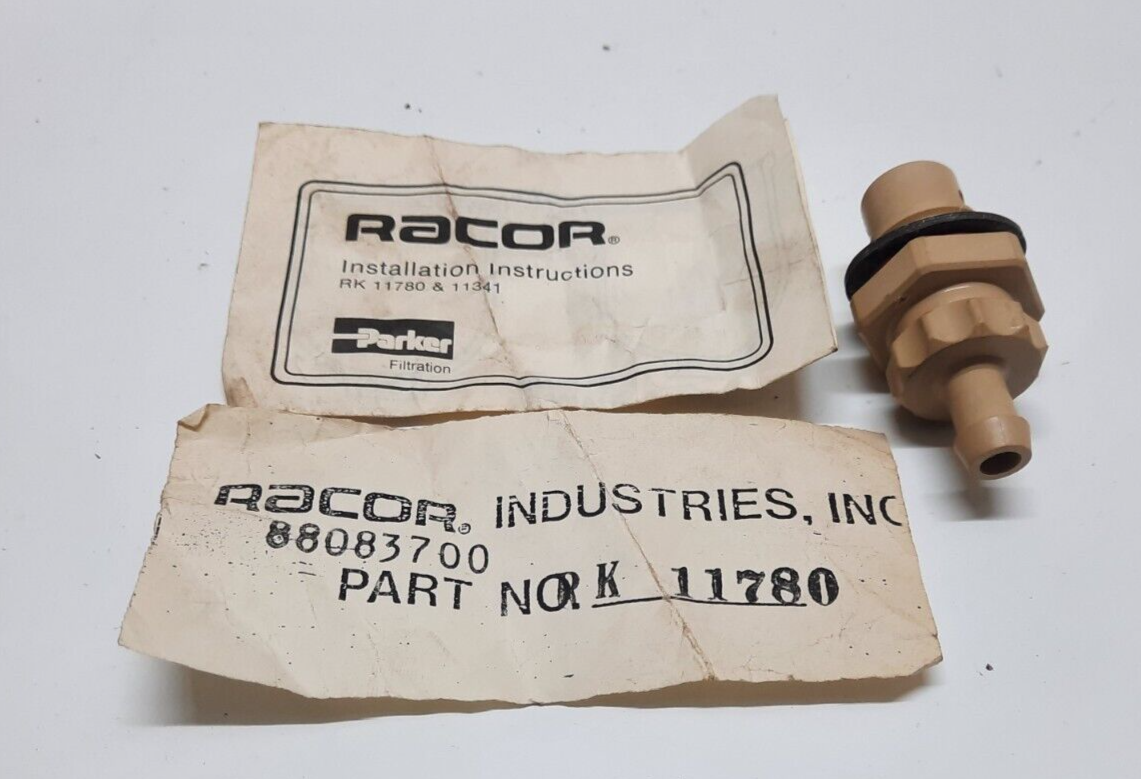 RACOR®
Installation Instructions
RK 11780 & 11341
Parker
Filtration
RACOR® INDUSTRIES, INC
88083700
PART NO. RK 11780